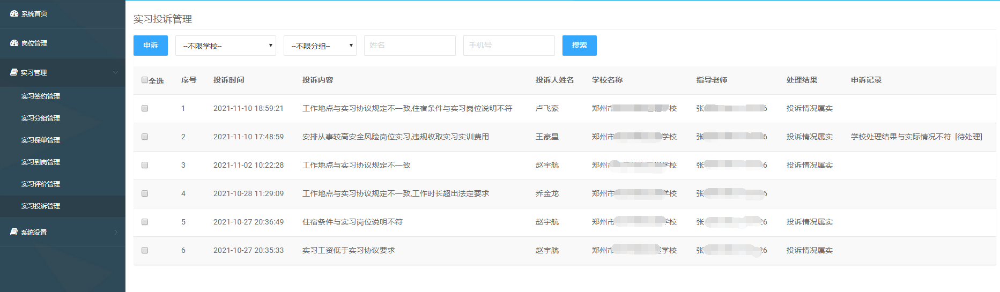 系统首页
岗位管理
实习管理
实习签约管理
实习分组管理
实习保单管理
实习到岗管理
实习评价管理
实习投诉管理
系统设置
实习投诉管理
申诉 --不限学校-- --不限分组-- 姓名 手机号 搜索
全选 序号 投诉时间 投诉内容 投诉人姓名 学校名称 指导老师 处理结果 申诉记录
1 2021-11-10 18:59:21 工作地点与实习协议规定不一致,住宿条件与实习岗位说明不符 卢飞豪 郑州市 学校 张 6 投诉情况属实
2 2021-11-10 17:48:59 安排从事较高安全风险岗位实习,违规收取实习实训费用 王豪星 郑州市 学校 张 6 投诉情况属实 学校处理结果与实际情况不符 [待处理]
3 2021-11-02 10:22:28 工作地点与实习协议规定不一致 赵宇航 郑州市 学校 张 6 投诉情况属实
4 2021-10-28 11:29:09 工作地点与实习协议规定不一致,工作时长超出法定要求 乔金龙 郑州市 学校 张 6
5 2021-10-27 20:36:49 住宿条件与实习岗位说明不符 赵宇航 郑州市 学校 张 26 投诉情况属实
6 2021-10-27 20:35:33 实习工资低于实习协议要求 赵宇航 郑州市 学校 张 26 投诉情况属实